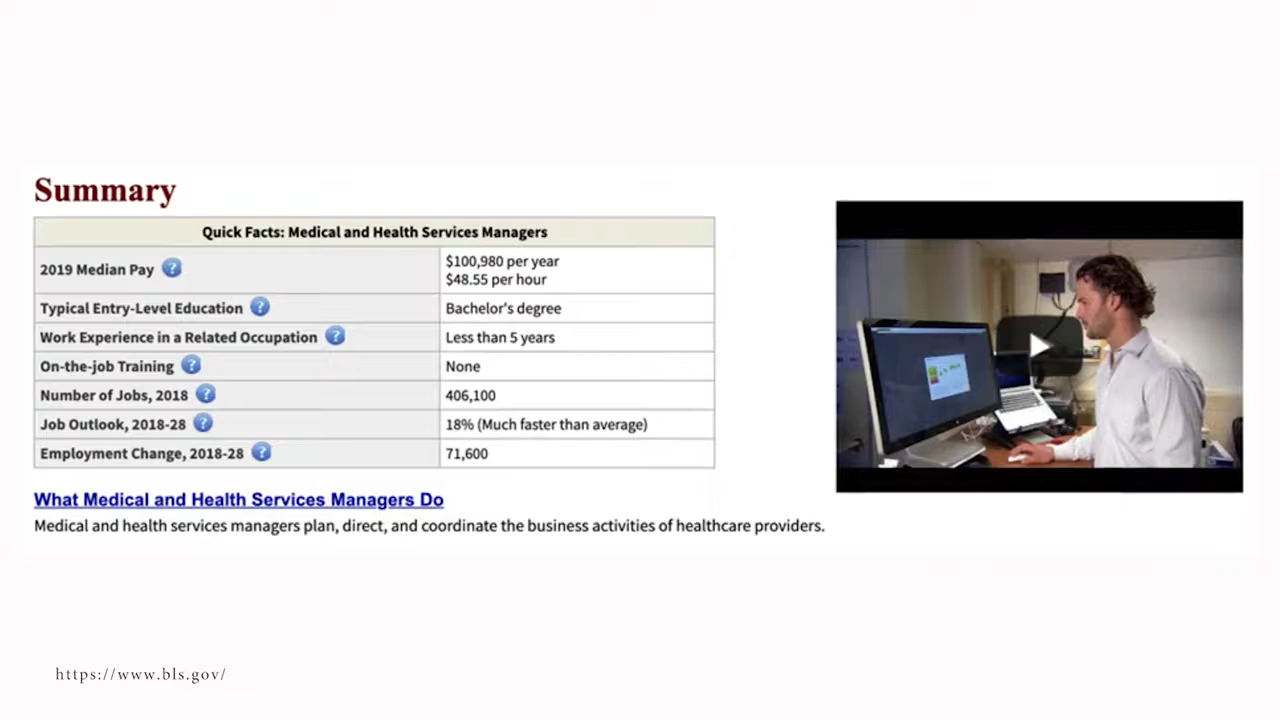 Summary
Quick Facts: Medical and Health Services Managers
2019 Median Pay ?
$100,980 per year
$48.55 per hour
Typical Entry-Level Education ? Bachelor's degree
Work Experience in a Related Occupation ? Less than 5 years
On-the-job Training ? None
Number of Jobs, 2018 ? 406,100
Job Outlook, 2018-28 ? 18% (Much faster than average)
Employment Change, 2018-28 ? 71,600
What Medical and Health Services Managers Do
Medical and health services managers plan, direct, and coordinate the business activities of healthcare providers.
https://www.bls.gov/